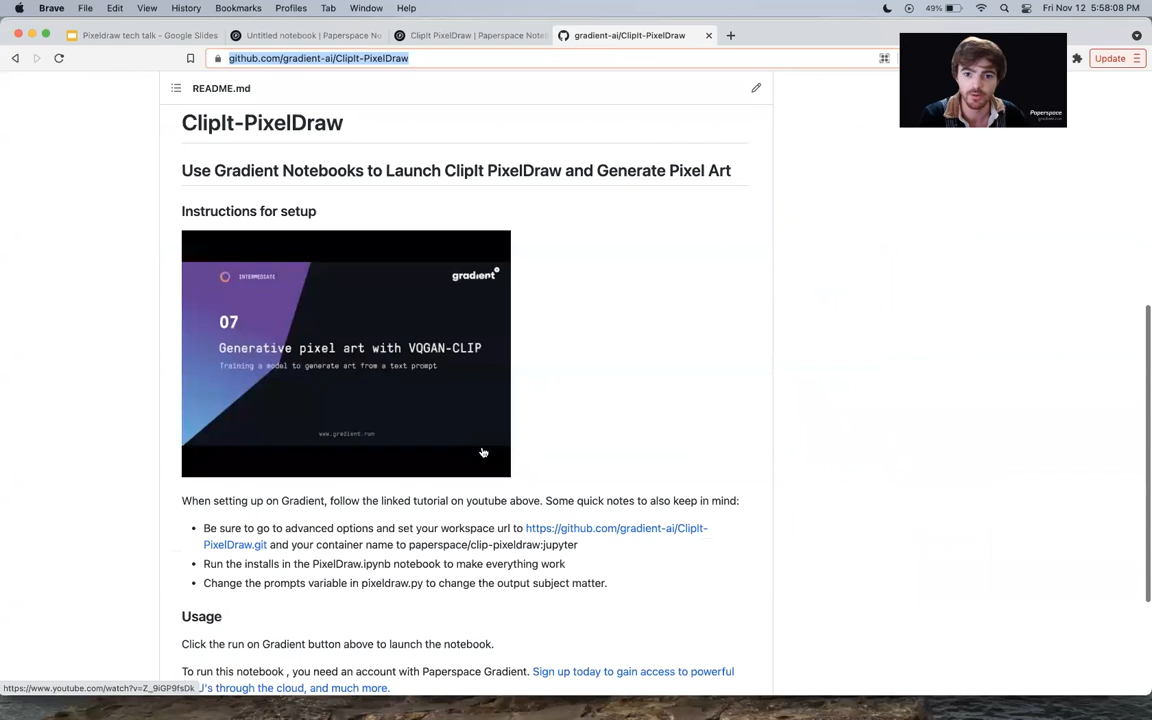 Brave File Edit View History Bookmarks Profiles Tab Window Help 49% Fri Nov 12 5:58:08 PM
Pixeldraw tech talk - Google Slides Untitled notebook | Paperspace No ClipIt PixelDraw | Paperspace Noteb gradient-ai/ClipIt-PixelDraw
github.com/gradient-ai/ClipIt-PixelDraw Update
README.md
Paperspace
ClipIt-PixelDraw
Use Gradient Notebooks to Launch ClipIt PixelDraw and Generate Pixel Art
Instructions for setup
INTERMEDIATE gradient
07
Generative pixel art with VQGAN-CLIP
Training a model to generate art from a text prompt
www.gradient.run
When setting up on Gradient, follow the linked tutorial on youtube above. Some quick notes to also keep in mind:
• Be sure to go to advanced options and set your workspace url to https://github.com/gradient-ai/ClipIt-
PixelDraw.git and your container name to paperspace/clip-pixeldraw:jupyter
• Run the installs in the PixelDraw.ipynb notebook to make everything work
• Change the prompts variable in pixeldraw.py to change the output subject matter.
Usage
Click the run on Gradient button above to launch the notebook.
To run this notebook , you need an account with Paperspace Gradient. Sign up today to gain access to powerful
U's through the cloud, and much more.
https://www.youtube.com/watch?v=Z_9iGP9fsDk